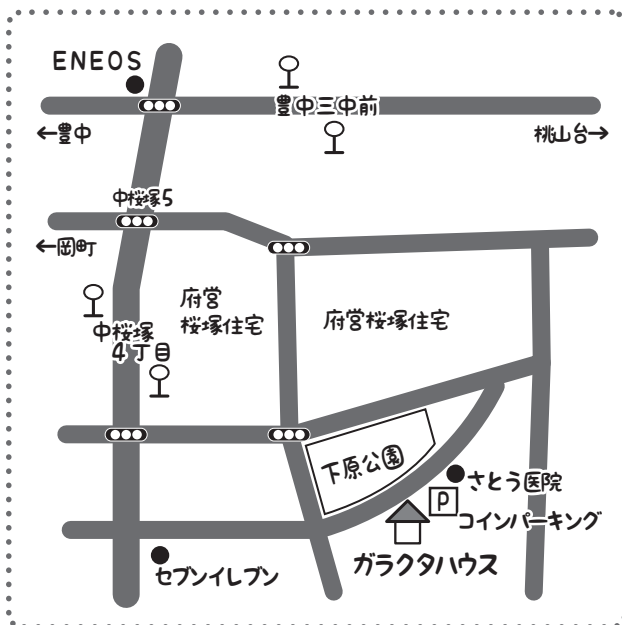 ENEOS
豊中三中前
←豊中
桃山台→
中桜塚5
←岡町
府営
桜塚住宅
府営桜塚住宅
中桜塚
4丁目
下原公園
さとう医院
P
コインパーキング
ガラクタハウス
セブンイレブン